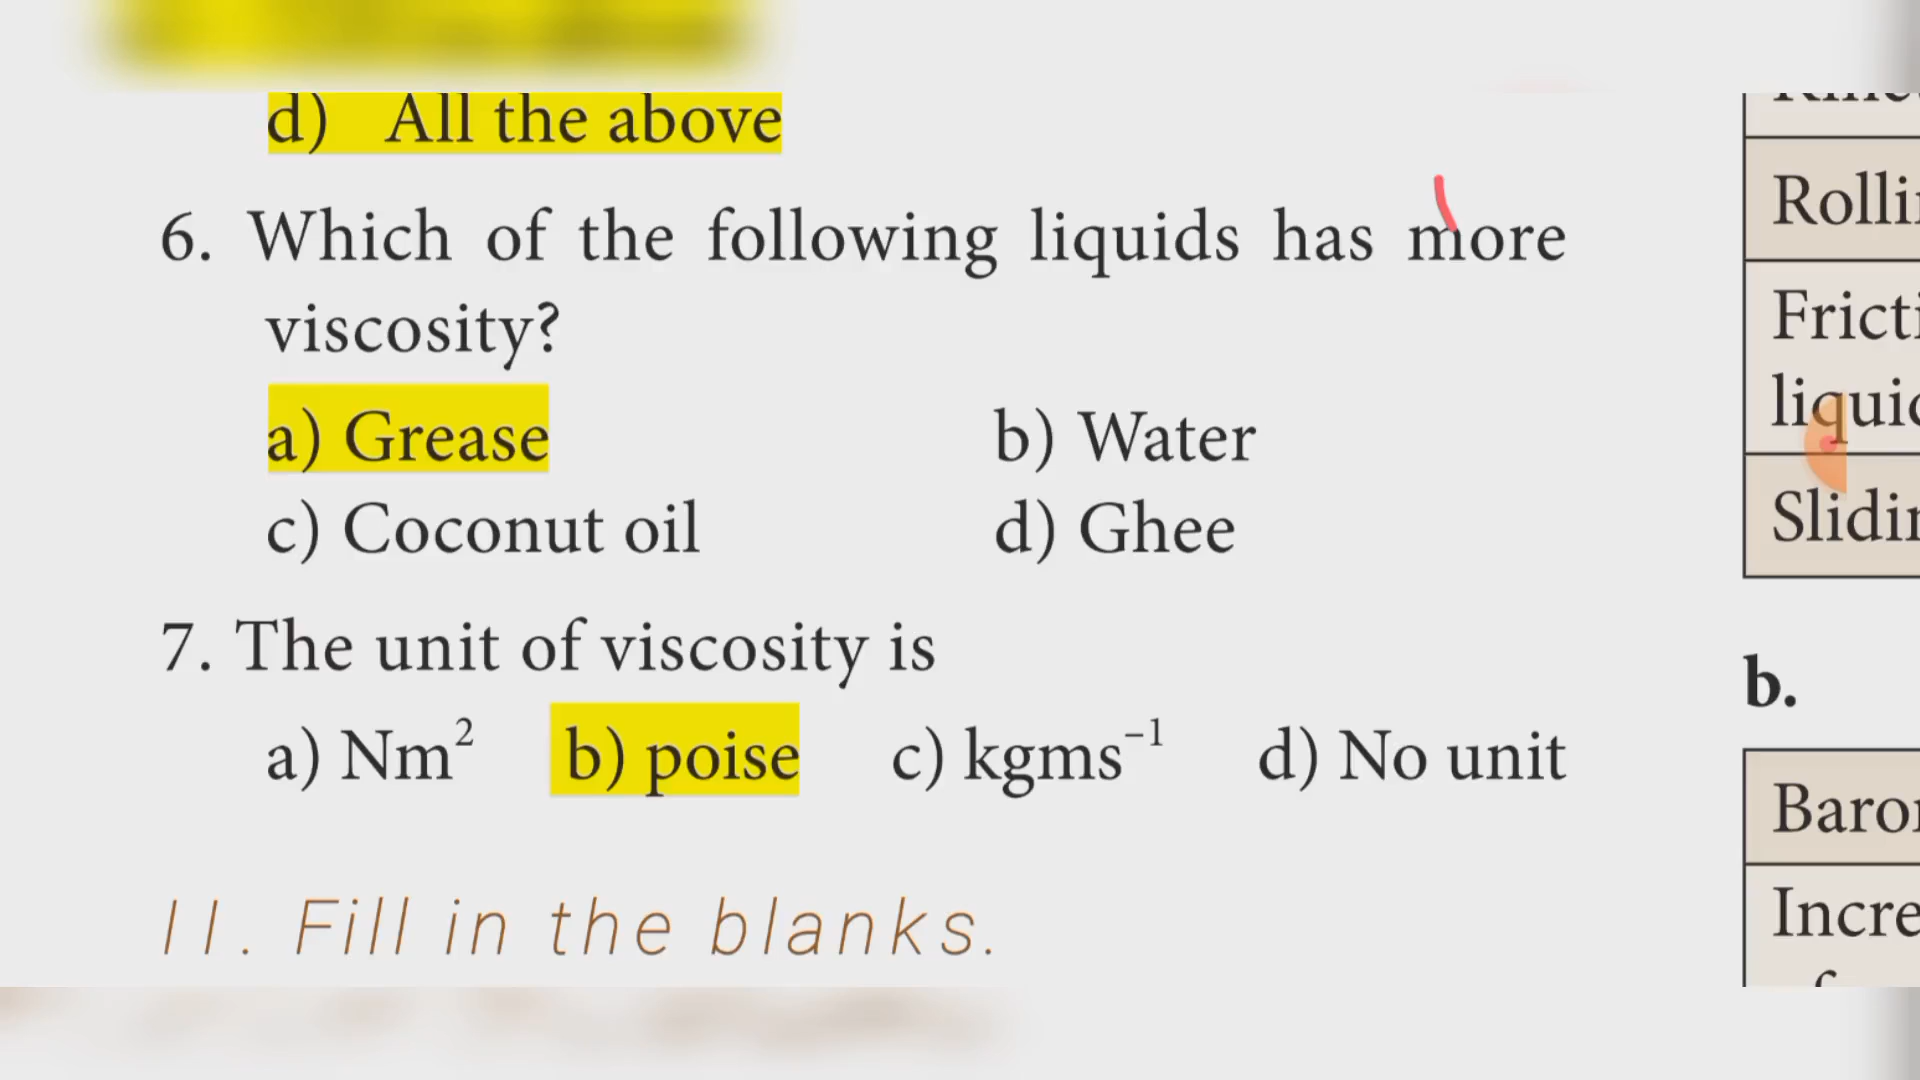 d) All the above
6. Which of the following liquids has more
viscosity?
a) Grease b) Water
c) Coconut oil d) Ghee
7. The unit of viscosity is
a) Nm² b) poise c) kgms⁻¹ d) No unit
II. Fill in the blanks.
b.